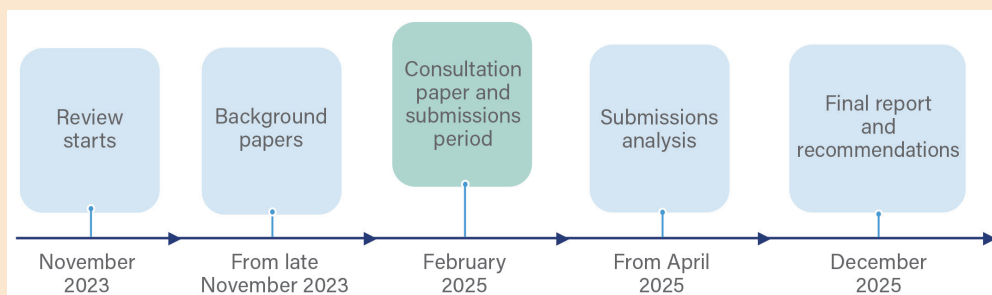 Review
starts
Background
papers
Consultation
paper and
submissions
period
Submissions
analysis
Final report
and
recommendations
November
2023
From late
November 2023
February
2025
From April
2025
December
2025